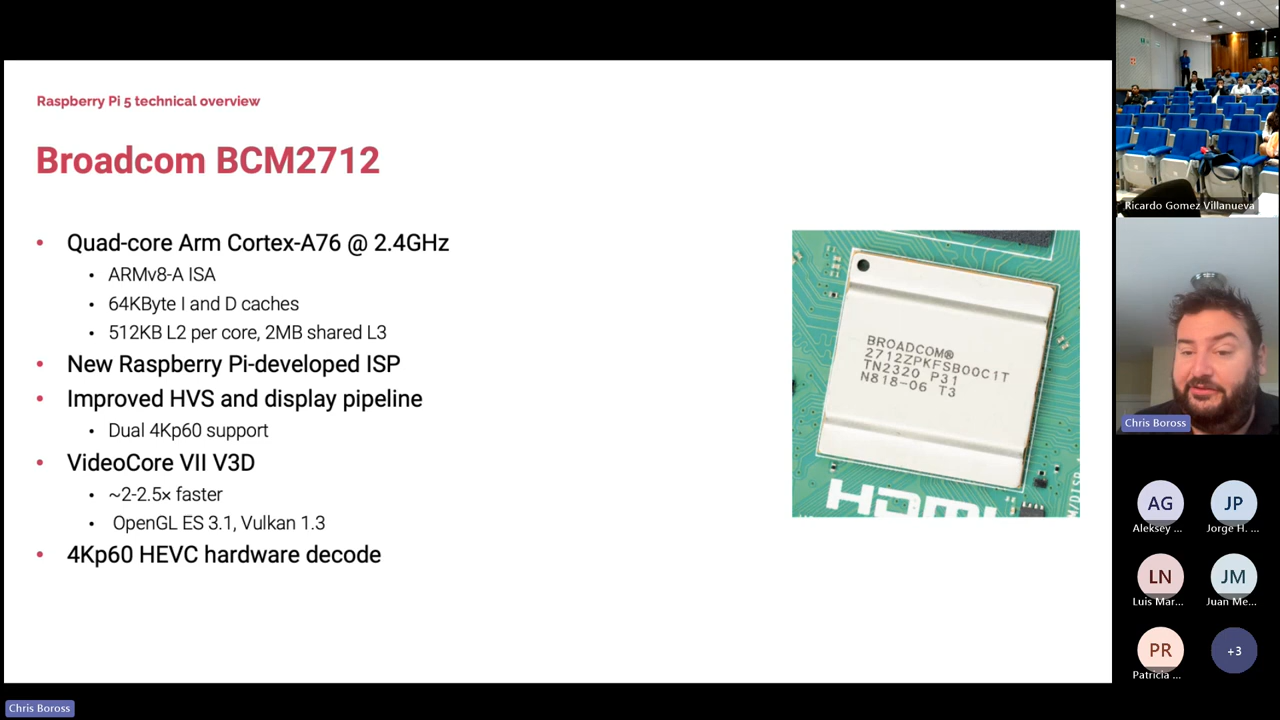 Raspberry Pi 5 technical overview
Broadcom BCM2712
• Quad-core Arm Cortex-A76 @ 2.4GHz
• ARMv8-A ISA
• 64KByte I and D caches
• 512KB L2 per core, 2MB shared L3
• New Raspberry Pi-developed ISP
• Improved HVS and display pipeline
• Dual 4Kp60 support
• VideoCore VII V3D
• ~2-2.5× faster
• OpenGL ES 3.1, Vulkan 1.3
• 4Kp60 HEVC hardware decode
BROADCOM®
2712ZPKFSB00C1T
TN2320 P31
N818-06 T3
HDMI
Ricardo Gomez Villanueva
Chris Boross
AG
Aleksey ...
JP
Jorge H. ...
LN
Luis Mar...
JM
Juan Me...
PR
Patricia ...
+3
Chris Boross